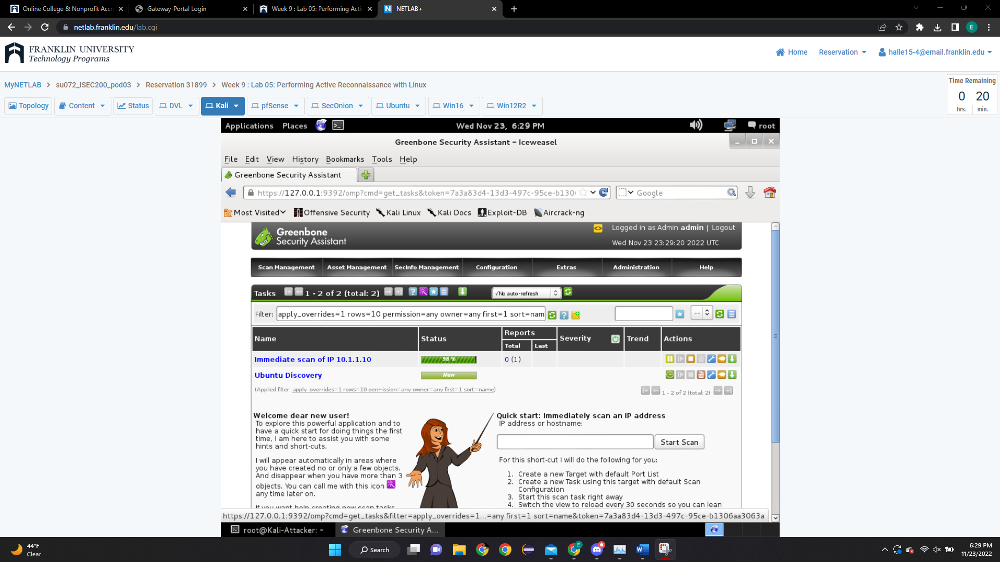 Online College & Nonprofit Accr
Gateway-Portal Login
Week 9 : Lab 05: Performing Activ
NETLAB+
netlab.franklin.edu/lab.cgi
E
FRANKLIN UNIVERSITY
Technology Programs
Home
Reservation
halle15-4@email.franklin.edu
MyNETLAB > su072_ISEC200_pod03 > Reservation 31899 > Week 9 : Lab 05: Performing Active Reconnaissance with Linux
Time Remaining
0 20
hrs. min.
Topology Content Status DVL Kali pfSense SecOnion Ubuntu Win16 Win12R2
Applications Places Wed Nov 23, 6:29 PM root
Greenbone Security Assistant - Iceweasel
File Edit View History Bookmarks Tools Help
Greenbone Security Assistant
https://127.0.0.1:9392/omp?cmd=get_tasks&token=7a3a83d4-13d3-497c-95ce-b130
Google
Most Visited Offensive Security Kali Linux Kali Docs Exploit-DB Aircrack-ng
Greenbone
Security Assistant
Logged in as Admin admin | Logout
Wed Nov 23 23:29:20 2022 UTC
Scan Management Asset Management SecInfo Management Configuration Extras Administration Help
Tasks 1 - 2 of 2 (total: 2) √No auto-refresh
Filter: apply_overrides=1 rows=10 permission=any owner=any first=1 sort=nam --
Name Status Reports Severity Trend Actions
Total Last
Immediate scan of IP 10.1.1.10 98 % 0 (1)
Ubuntu Discovery New
(Applied filter: apply_overrides=1 rows=10 permission=any owner=any first=1 sort=name)
1 - 2 of 2 (total: 2)
Welcome dear new user!
To explore this powerful application and to
have a quick start for doing things the first
time, I am here to assist you with some
hints and short-cuts.
I will appear automatically in areas where
you have created no or only a few objects.
And disappear when you have more than 3
objects. You can call me with this icon
any time later on.
If you want help creating new scan tasks
Quick start: Immediately scan an IP address
IP address or hostname:
Start Scan
For this short-cut I will do the following for you:
1. Create a new Target with default Port List
2. Create a new Task using this target with default Scan
Configuration
3. Start this scan task right away
4. Switch the view to reload every 30 seconds so you can lean
https://127.0.0.1:9392/omp?cmd=get_tasks&filter=apply_overrides=1...=any first=1 sort=name&token=7a3a83d4-13d3-497c-95ce-b1306aa3063a
root@Kali-Attacker: ~
Greenbone Security A...
44°F
Clear
Search
6:29 PM
11/23/2022